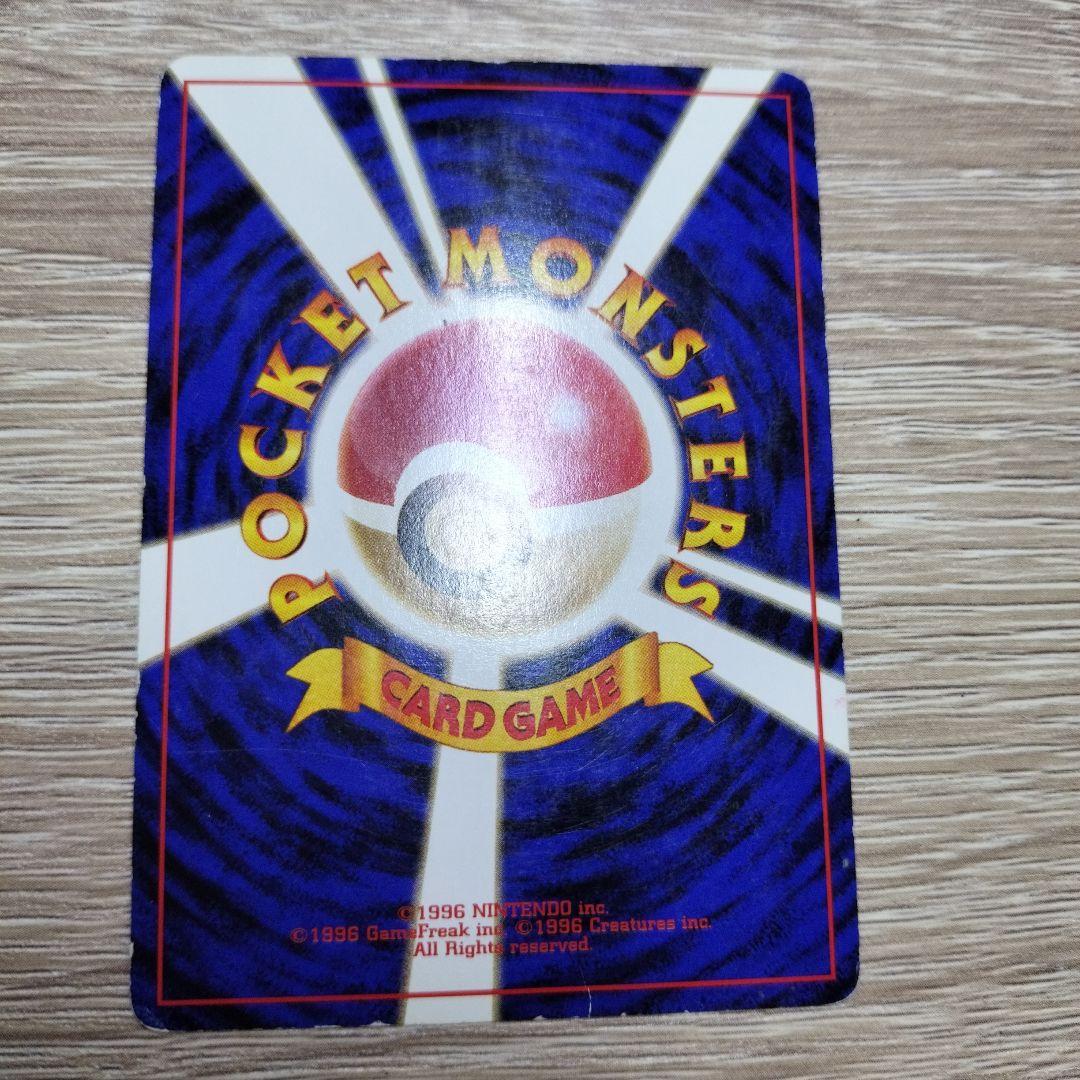 POCKET MONSTERS
CARD GAME
©1996 NINTENDO inc.
©1996 GameFreak inc. ©1996 Creatures inc.
All Rights reserved.